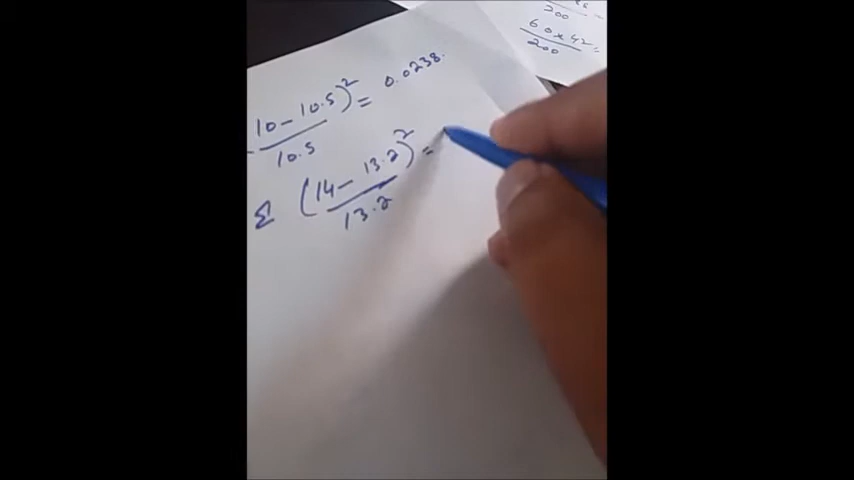 200
60 × 42 =
200
(10 - 10.5)² = 0.0238.
10.5
Σ (14 - 13.2)² =
13.2